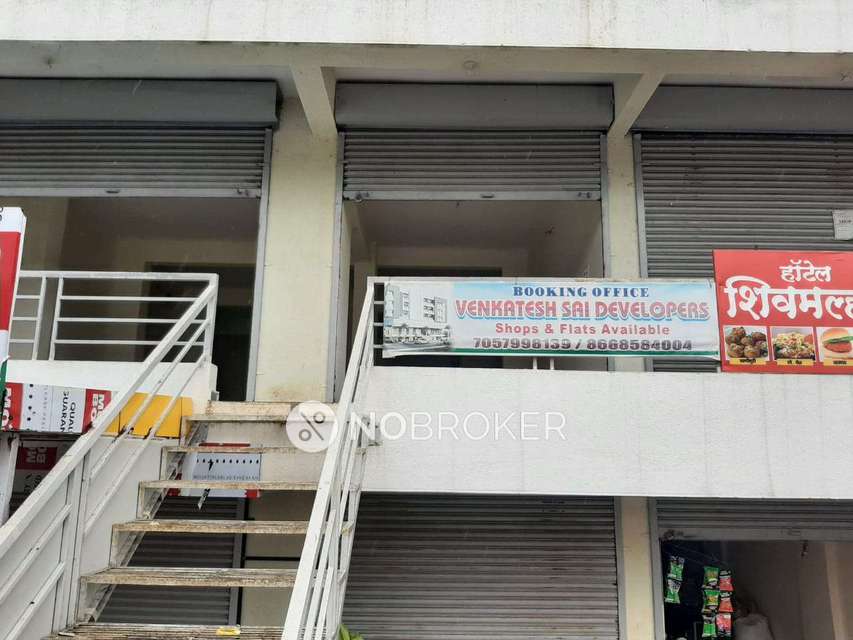 BOOKING OFFICE
VENKATESH SAI DEVELOPERS
Shops & Flats Available
7057998139 / 8668584004
हॉटेल
NOBROKER